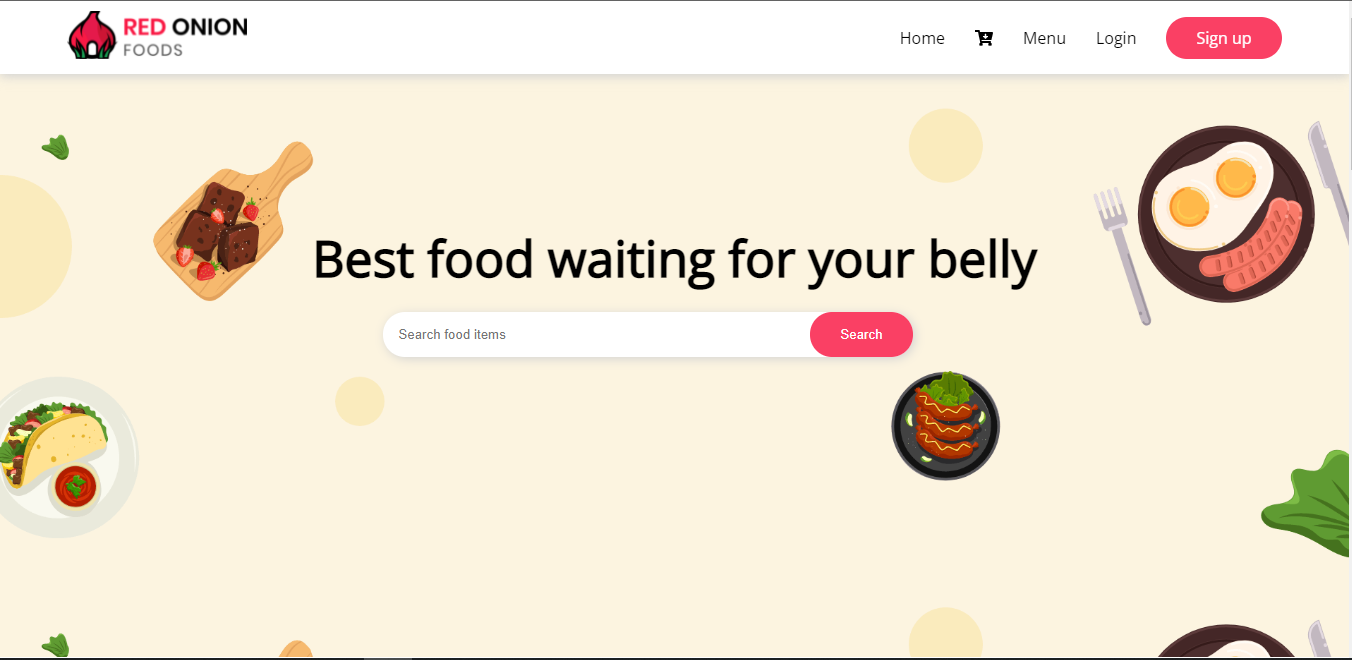 RED ONION
FOODS
Home
Menu
Login
Sign up
Best food waiting for your belly
Search food items
Search